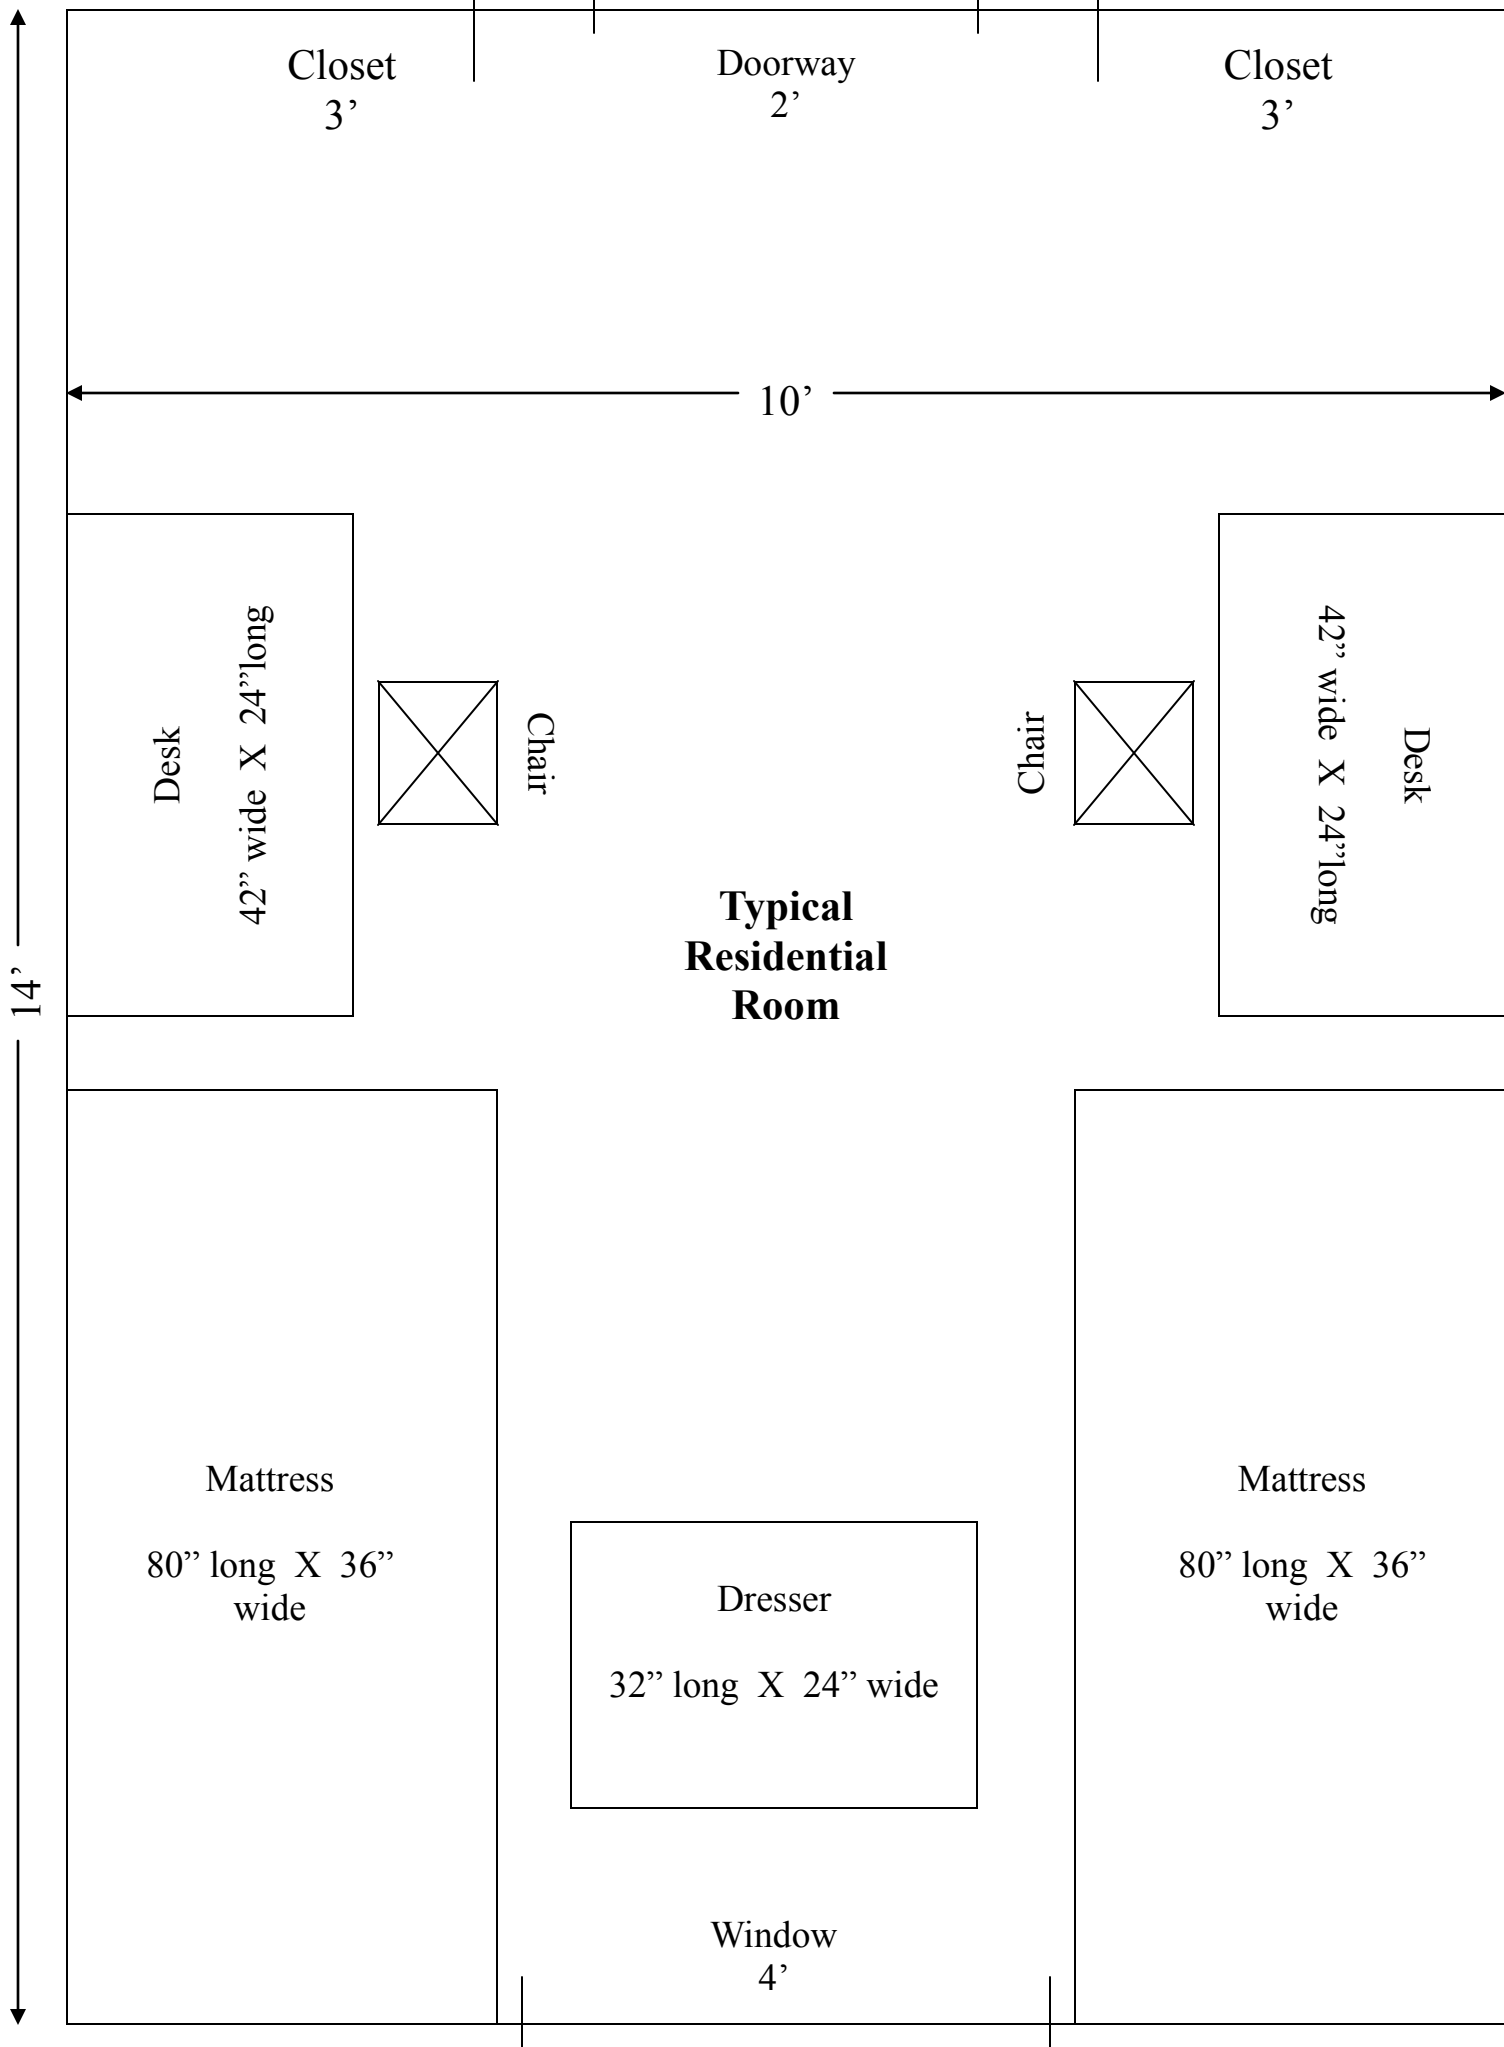 Closet
3’
Doorway
2’
Closet
3’
10’
Desk
42” wide X 24”long
Chair
Chair
42” wide X 24”long
Desk
Typical
Residential
Room
14’
Mattress
80” long X 36”
wide
Dresser
32” long X 24” wide
Mattress
80” long X 36”
wide
Window
4’